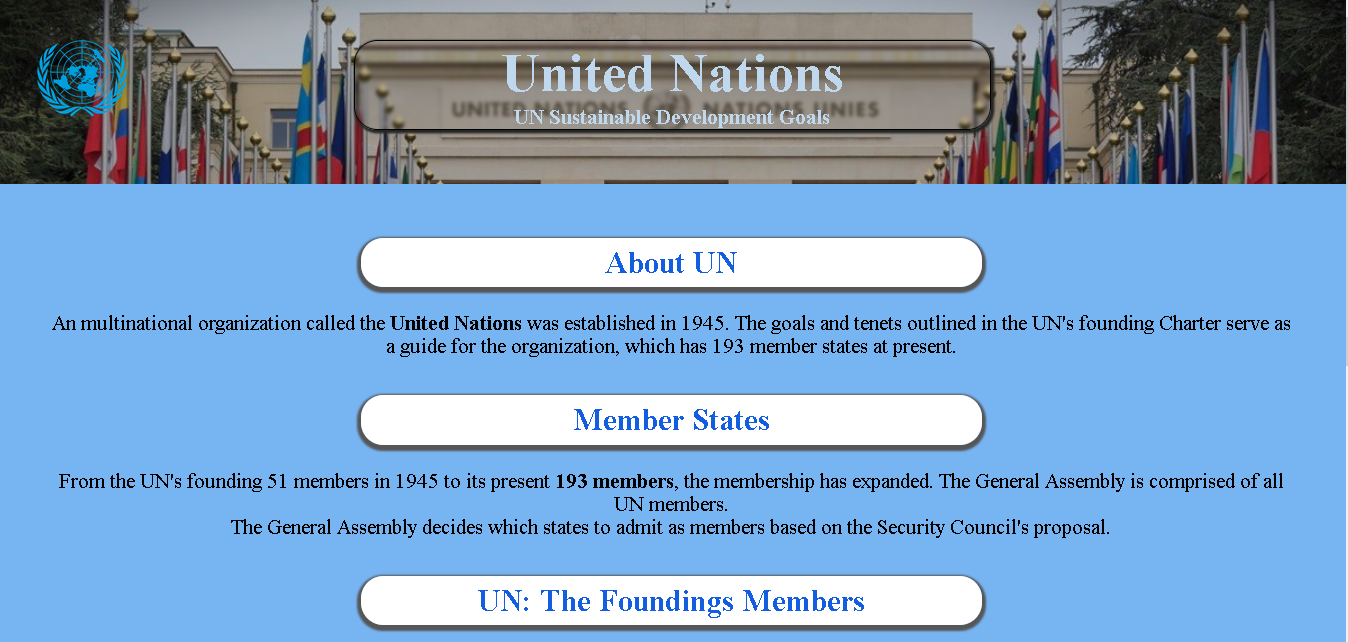 United Nations
UNITED NATIONS NATIONS UNIES
UN Sustainable Development Goals
About UN
An multinational organization called the United Nations was established in 1945. The goals and tenets outlined in the UN's founding Charter serve as
a guide for the organization, which has 193 member states at present.
Member States
From the UN's founding 51 members in 1945 to its present 193 members, the membership has expanded. The General Assembly is comprised of all
UN members.
The General Assembly decides which states to admit as members based on the Security Council's proposal.
UN: The Foundings Members